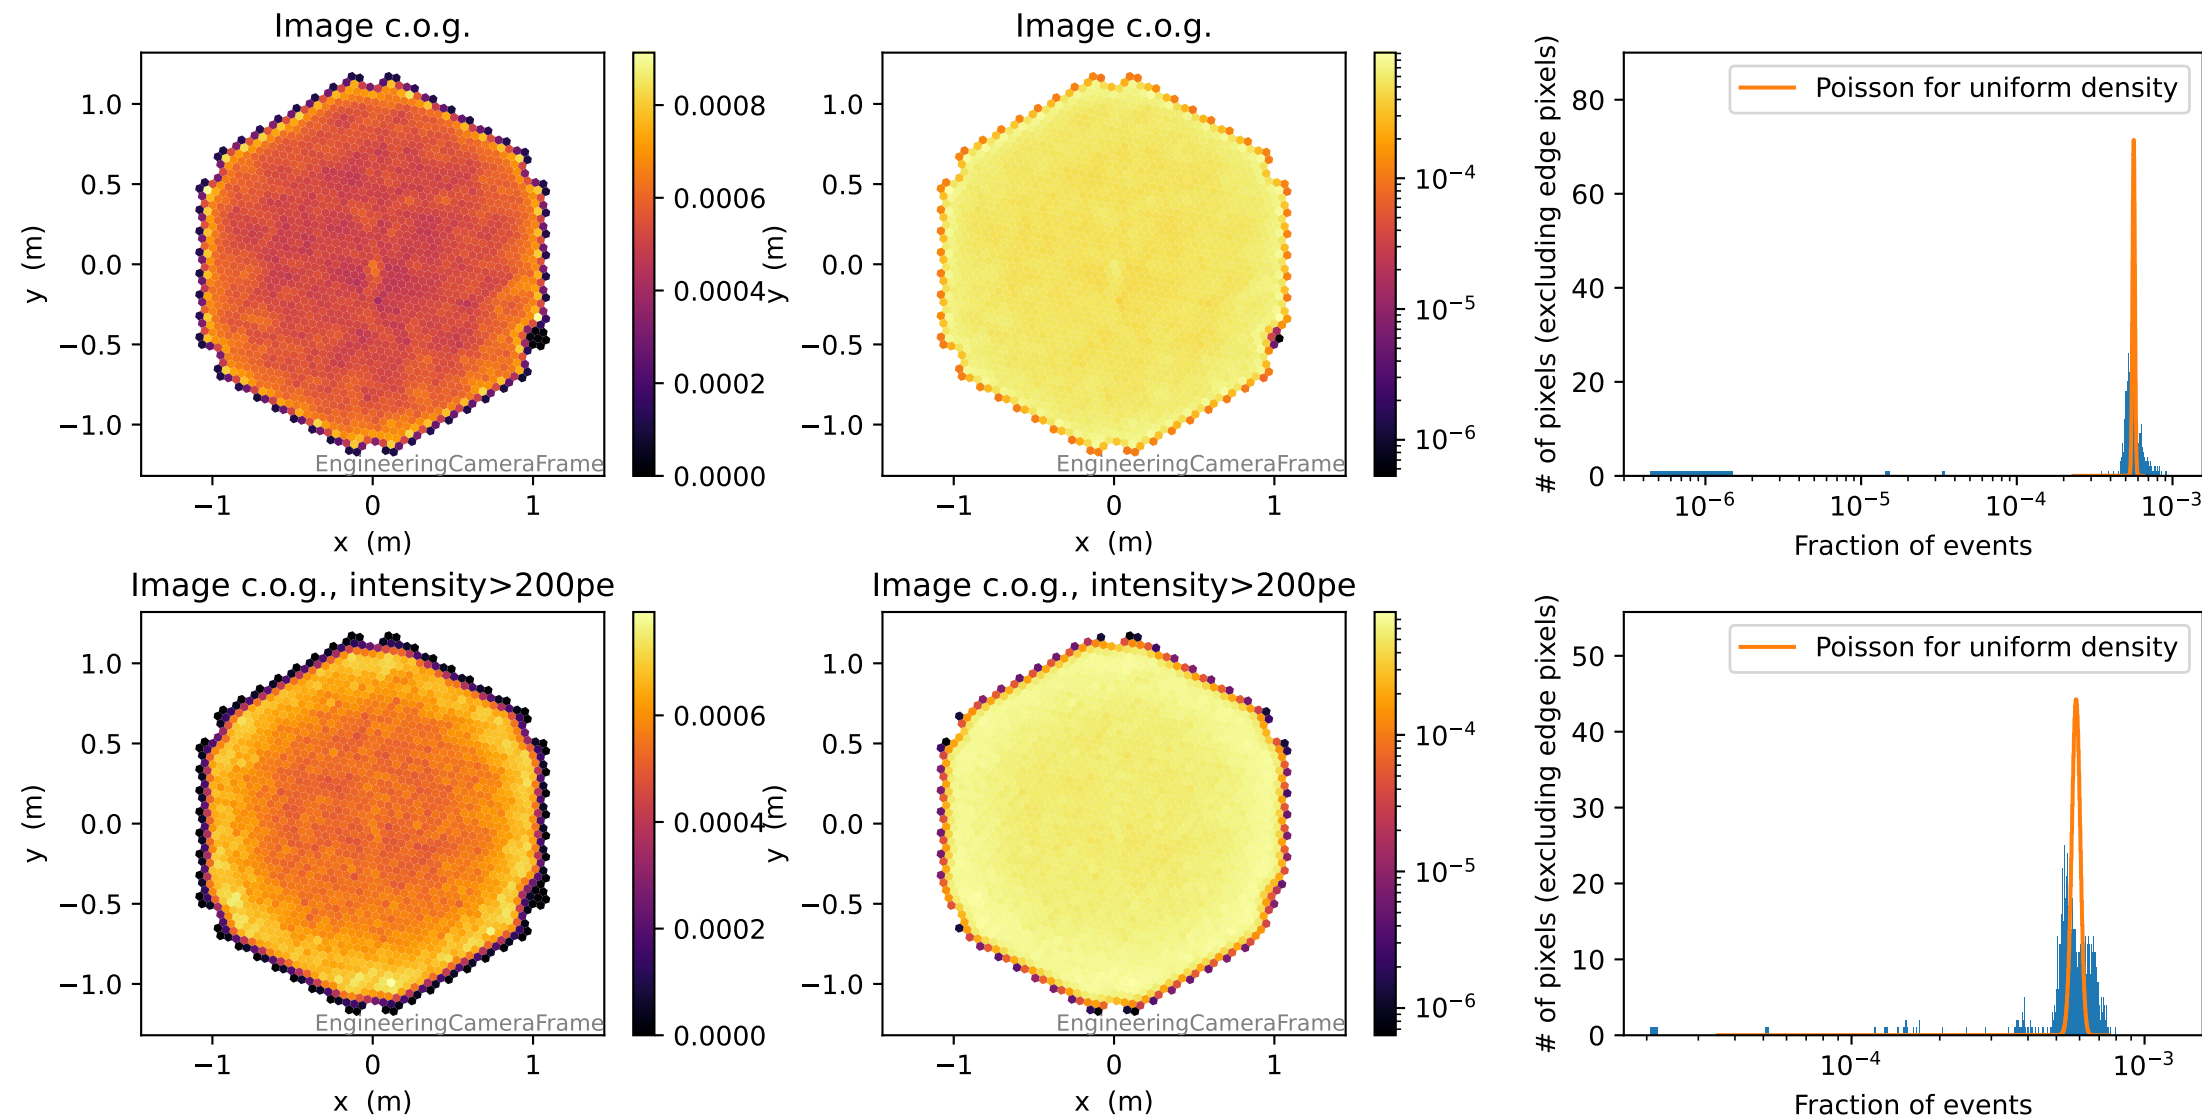 Image c.o.g.
1.0
0.5
0.0
−0.5
−1.0
y (m)
−1
0
1
x (m)
EngineeringCameraFrame
0.0008
0.0006
0.0004
0.0002
0.0000
Image c.o.g.
1.0
0.5
0.0
−0.5
−1.0
y (m)
−1
0
1
x (m)
EngineeringCameraFrame
10⁻⁴
10⁻⁵
10⁻⁶
# of pixels (excluding edge pixels)
80
60
40
20
0
Poisson for uniform density
10⁻⁶
10⁻⁵
10⁻⁴
10⁻³
Fraction of events
Image c.o.g., intensity>200pe
1.0
0.5
0.0
−0.5
−1.0
y (m)
−1
0
1
x (m)
EngineeringCameraFrame
0.0006
0.0004
0.0002
0.0000
Image c.o.g., intensity>200pe
1.0
0.5
0.0
−0.5
−1.0
y (m)
−1
0
1
x (m)
EngineeringCameraFrame
10⁻⁴
10⁻⁵
10⁻⁶
# of pixels (excluding edge pixels)
50
40
30
20
10
0
Poisson for uniform density
10⁻⁴
10⁻³
Fraction of events